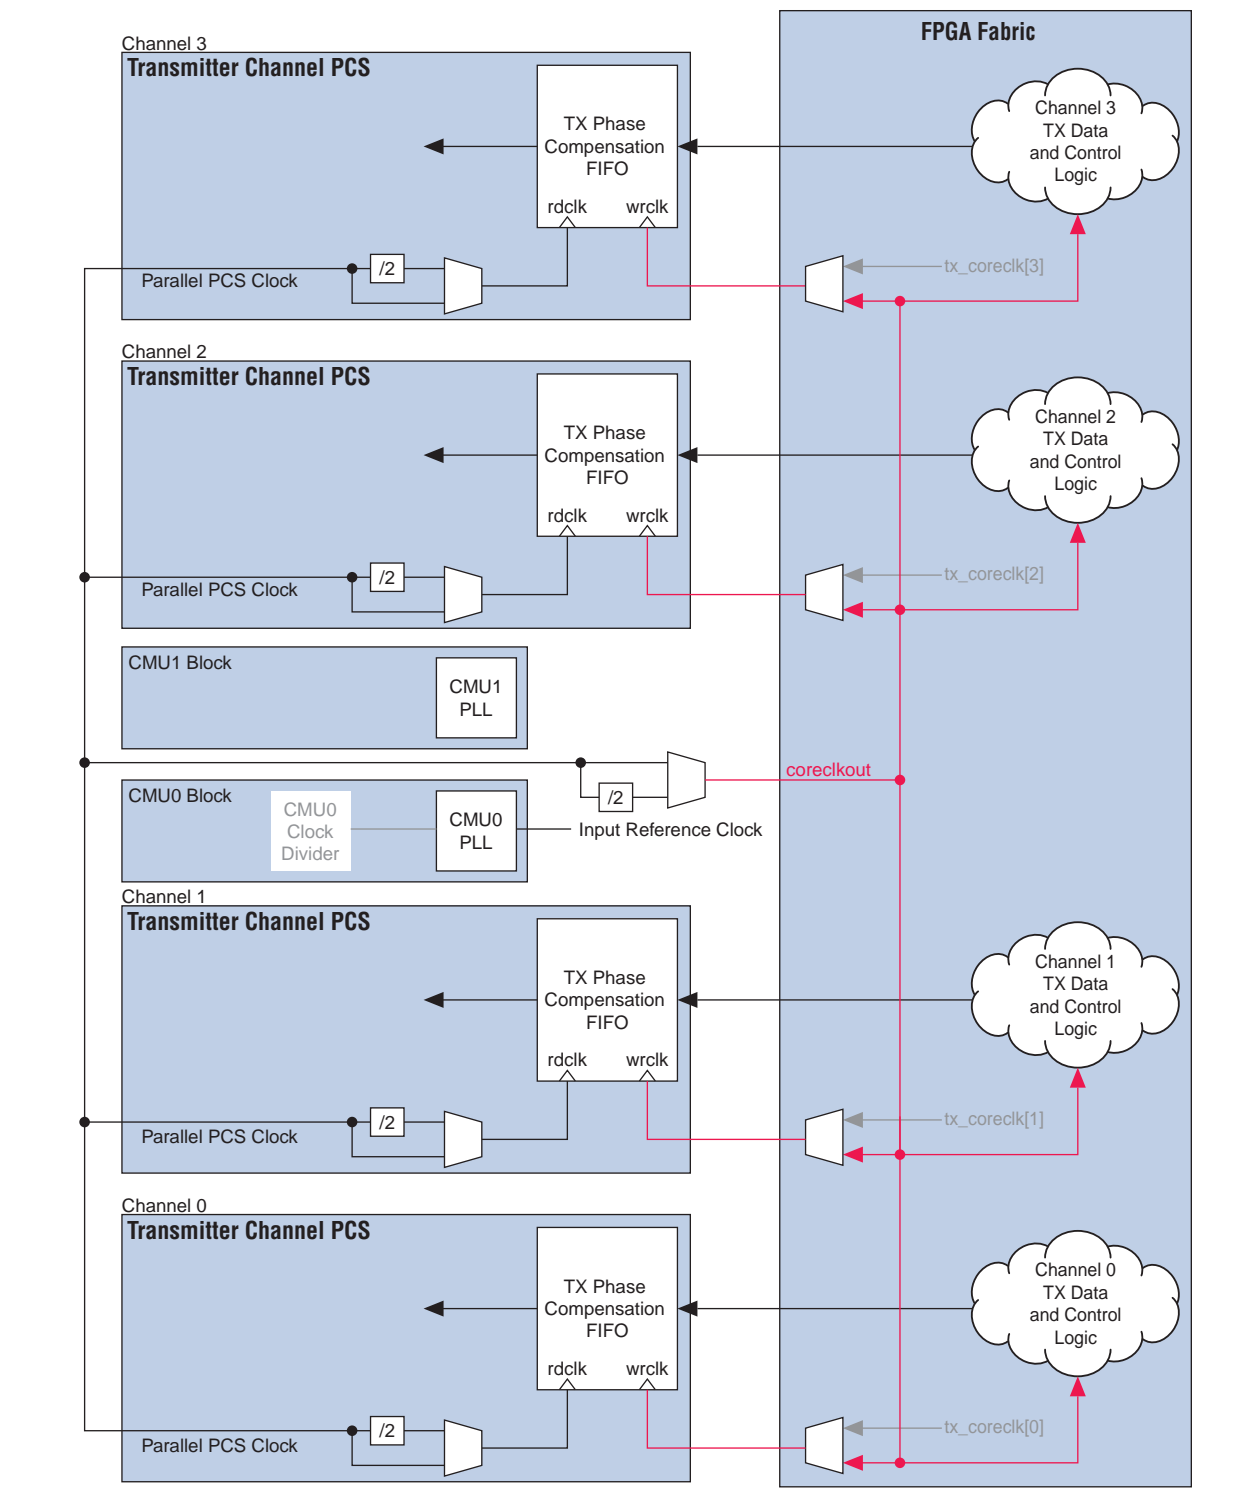 FPGA Fabric
Channel 3
Transmitter Channel PCS
TX Phase
Compensation
FIFO
rdclk
wrclk
/2
Parallel PCS Clock
Channel 3
TX Data
and Control
Logic
tx_coreclk[3]
Channel 2
Transmitter Channel PCS
TX Phase
Compensation
FIFO
rdclk
wrclk
/2
Parallel PCS Clock
Channel 2
TX Data
and Control
Logic
tx_coreclk[2]
CMU1 Block
CMU1
PLL
coreclkout
/2
CMU0 Block
CMU0
Clock
Divider
CMU0
PLL
Input Reference Clock
Channel 1
Transmitter Channel PCS
TX Phase
Compensation
FIFO
rdclk
wrclk
/2
Parallel PCS Clock
Channel 1
TX Data
and Control
Logic
tx_coreclk[1]
Channel 0
Transmitter Channel PCS
TX Phase
Compensation
FIFO
rdclk
wrclk
/2
Parallel PCS Clock
Channel 0
TX Data
and Control
Logic
tx_coreclk[0]